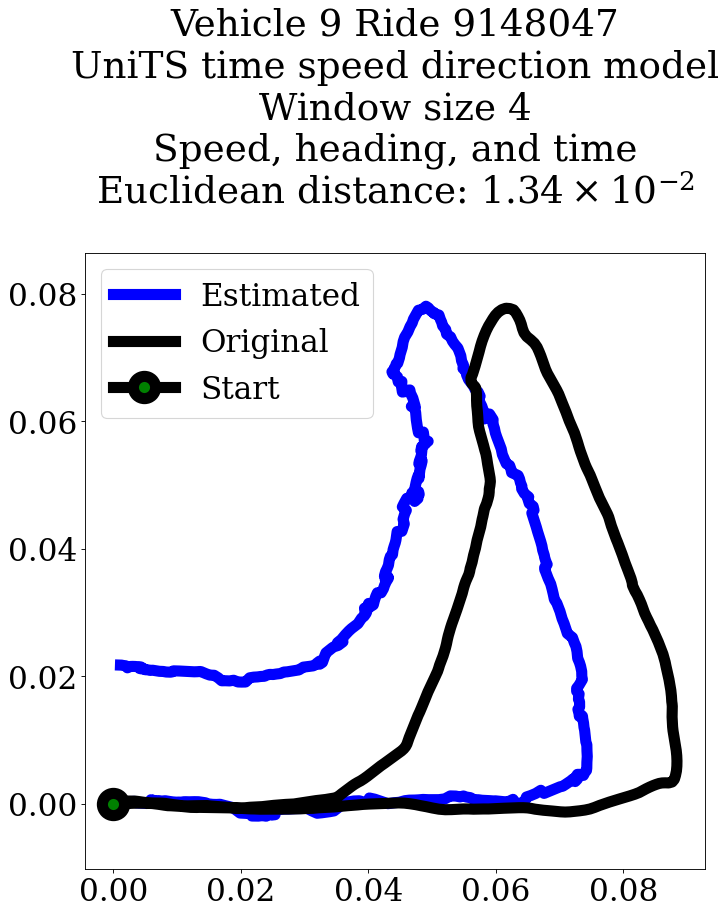 Vehicle 9 Ride 9148047
UniTS time speed direction model
Window size 4
Speed, heading, and time
Euclidean distance: 1.34 × 10⁻²
Estimated
Original
Start
0.08
0.06
0.04
0.02
0.00
0.00 0.02 0.04 0.06 0.08